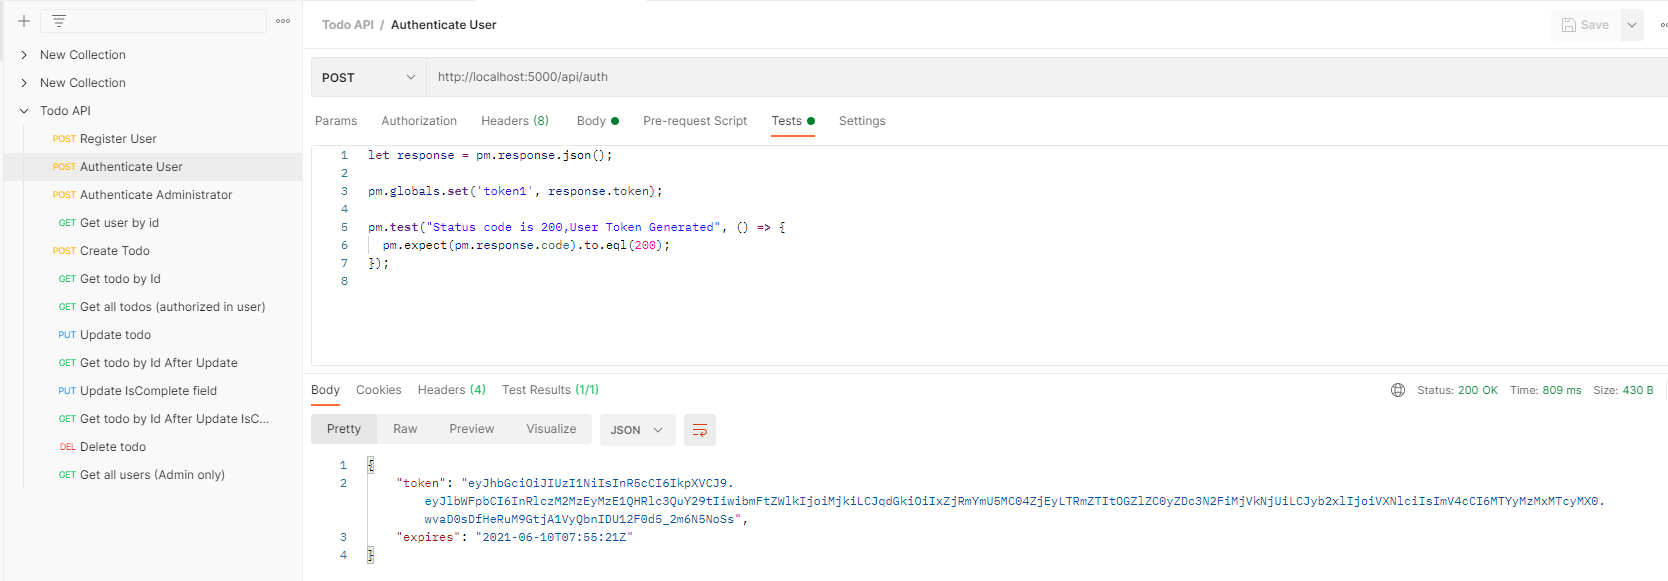 New Collection
New Collection
Todo API
POST Register User
POST Authenticate User
POST Authenticate Administrator
GET Get user by id
POST Create Todo
GET Get todo by Id
GET Get all todos (authorized in user)
PUT Update todo
GET Get todo by Id After Update
PUT Update IsComplete field
GET Get todo by Id After Update IsC...
DEL Delete todo
GET Get all users (Admin only)
Todo API / Authenticate User
Save
POST http://localhost:5000/api/auth
Params Authorization Headers (8) Body Pre-request Script Tests Settings
1 let response = pm.response.json();
2
3 pm.globals.set('token1', response.token);
4
5 pm.test("Status code is 200,User Token Generated", () => {
6 pm.expect(pm.response.code).to.eql(200);
7 });
8
Body Cookies Headers (4) Test Results (1/1) Status: 200 OK Time: 809 ms Size: 430 B
Pretty Raw Preview Visualize JSON
1 {
2 "token": "eyJhbGciOiJIUzI1NiIsInR5cCI6IkpXVCJ9.
eyJlbWFpbCI6InRlczM2MzEyMzE1QHRlc3QuY29tIiwibmFtZWlkIjoiMjkiLCJqdGkiOiIxZjRmYmU5MC04ZjEyLTRmZTItOGZlZC0yZDc3N2FiMjVkNjUiLCJyb2xlIjoiVXNlciIsImV4cCI6MTYyMzMxMTcyMX0.
wvaD0sDfHeRuM9GtjA1VyQbnIDU12F0d5_2m6N5NoSs",
3 "expires": "2021-06-10T07:55:21Z"
4 }